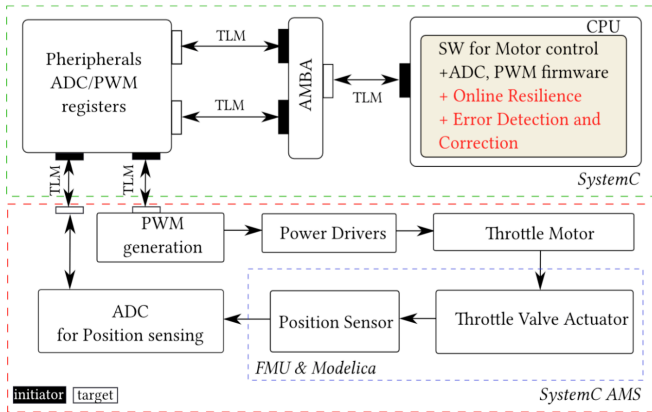 CPU
Pheripherals
ADC/PWM
registers
TLM
TLM
AMBA
TLM
SW for Motor control
+ADC, PWM firmware
+ Online Resilience
+ Error Detection and
Correction
SystemC
TLM
TLM
PWM
generation
Power Drivers
Throttle Motor
ADC
for Position sensing
Position Sensor
Throttle Valve Actuator
FMU & Modelica
initiator
target
SystemC AMS